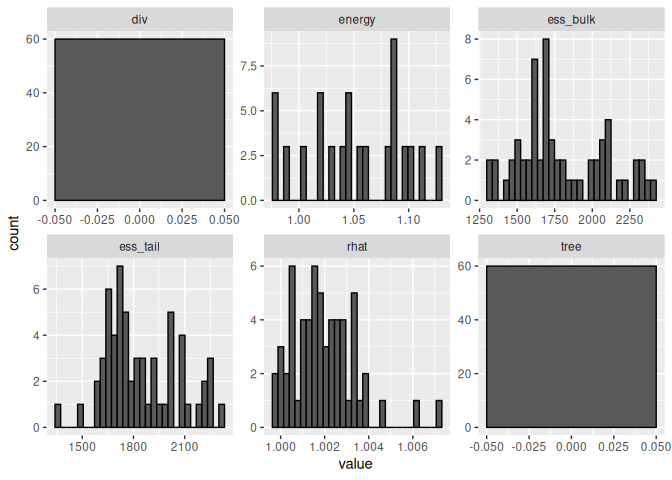 div energy ess_bulk
60 40 20 0
7.5 5.0 2.5 0.0
8 6 4 2 0
-0.050 -0.025 0.000 0.025 0.050 1.00 1.05 1.10 1250 1500 1750 2000 2250
count
ess_tail rhat tree
6 4 2 0
6 4 2 0
60 40 20 0
1500 1800 2100 1.000 1.002 1.004 1.006 -0.050 -0.025 0.000 0.025 0.050
value